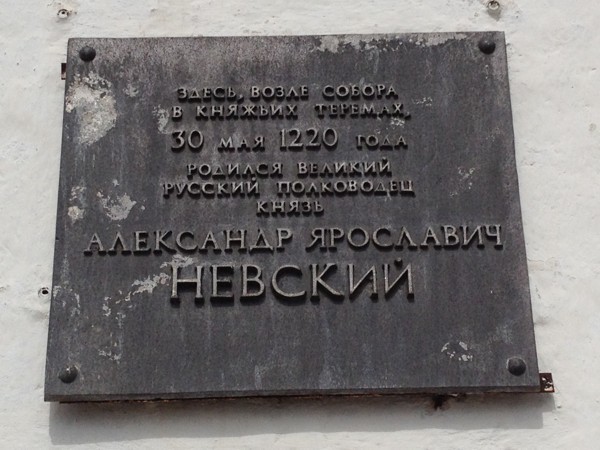 ЗДЕСЬ, ВОЗЛЕ СОБОРА
В КНЯЖЬИХ ТЕРЕМАХ,
30 МАЯ 1220 ГОДА
РОДИЛСЯ ВЕЛИКИЙ
РУССКИЙ ПОЛКОВОДЕЦ
КНЯЗЬ
АЛЕКСАНДР ЯРОСЛАВИЧ
НЕВСКИЙ